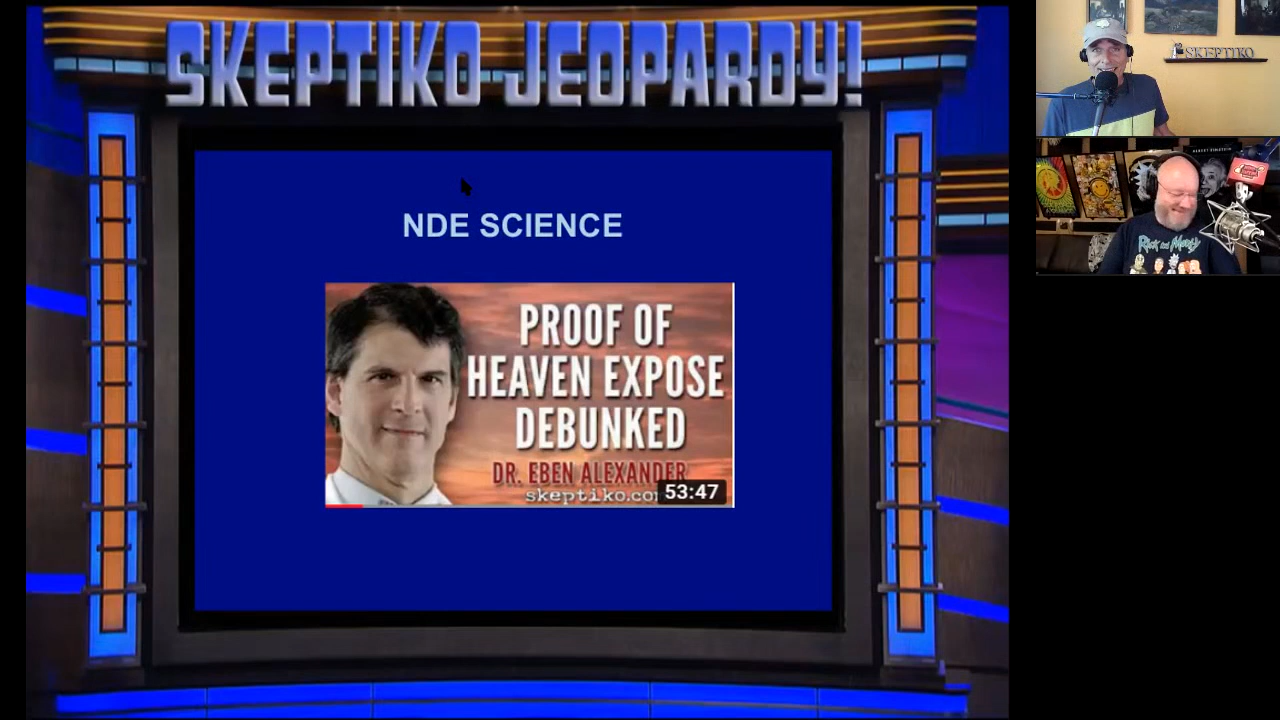 SKEPTIKO JEOPARDY!
NDE SCIENCE
PROOF OF
HEAVEN EXPOSE
DEBUNKED
DR. EBEN ALEXANDER
skeptiko.co
53:47
SKEPTIKO
Rick and Morty